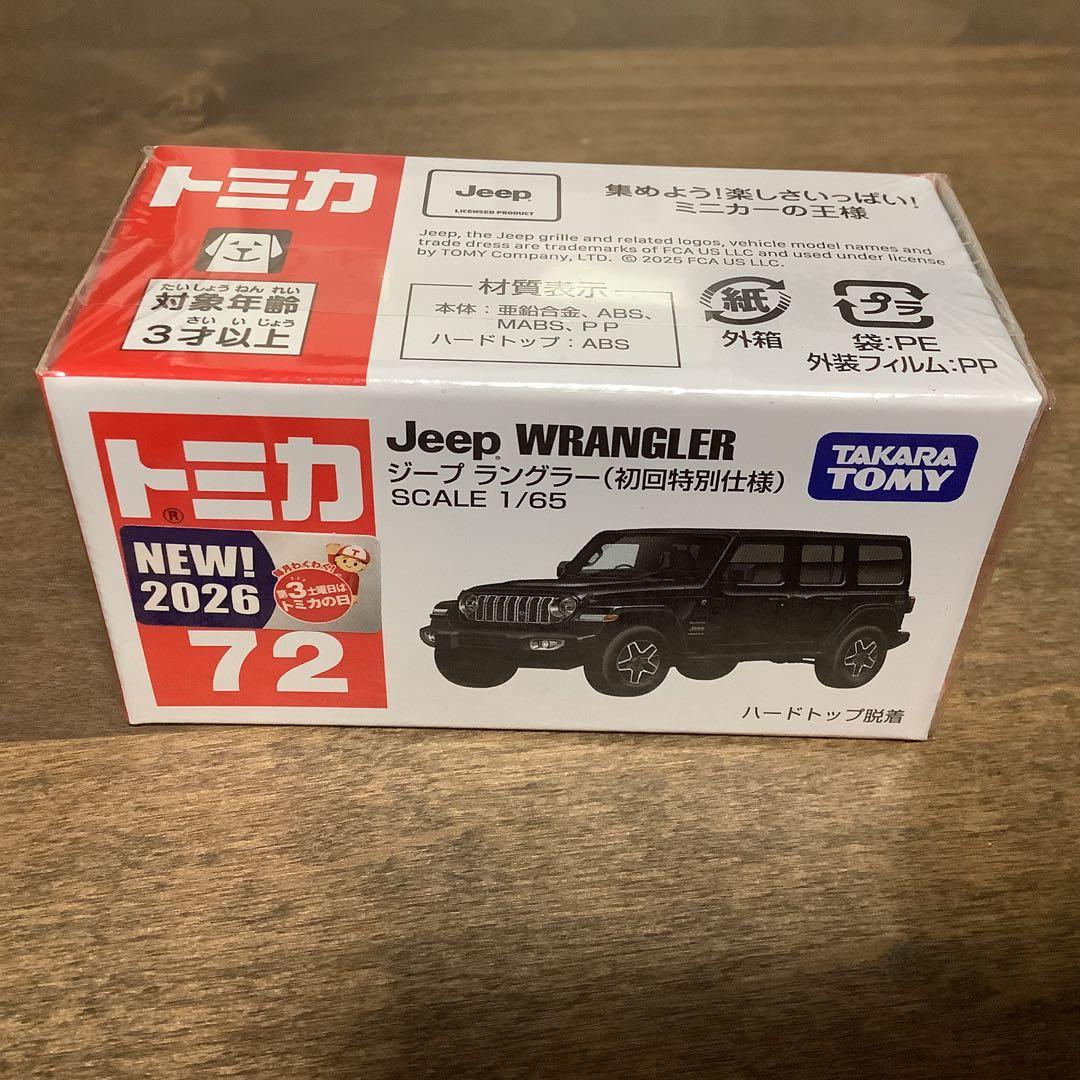 トミカ
たいしょう ねん れい
対象年齢
さい い じょう
3才以上
Jeep®
LICENSED PRODUCT
集めよう!楽しさいっぱい!
ミニカーの王様
Jeep, the Jeep grille and related logos, vehicle model names and
trade dress are trademarks of FCA US LLC and used under license
by TOMY Company, LTD. © 2025 FCA US LLC.
材質表示
本体:亜鉛合金、ABS、
MABS、PP
ハードトップ:ABS
紙
外箱
プラ
袋:PE
外装フィルム:PP
トミカ®
NEW!
2026
毎月わくわく!
第3土曜日は
トミカの日
T
72
Jeep® WRANGLER
ジープ ラングラー(初回特別仕様)
SCALE 1/65
TAKARA
TOMY
Jeep
ハードトップ脱着